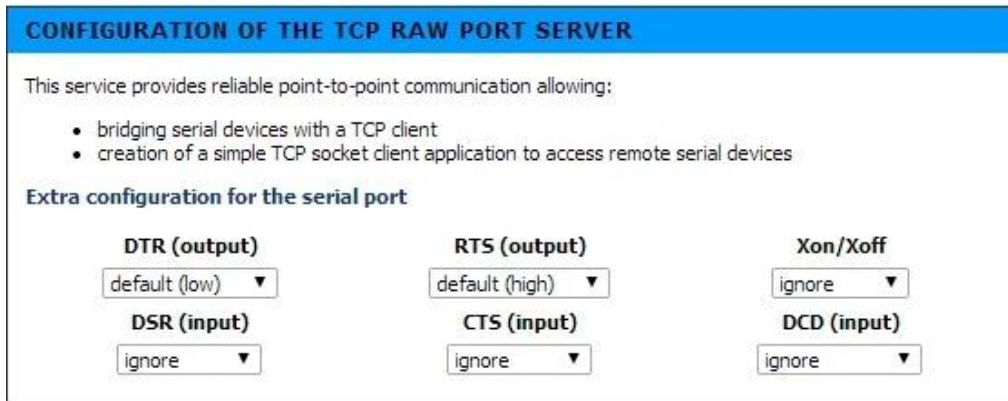 CONFIGURATION OF THE TCP RAW PORT SERVER
This service provides reliable point-to-point communication allowing:
• bridging serial devices with a TCP client
• creation of a simple TCP socket client application to access remote serial devices
Extra configuration for the serial port
DTR (output) RTS (output) Xon/Xoff
default (low) default (high) ignore
DSR (input) CTS (input) DCD (input)
ignore ignore ignore